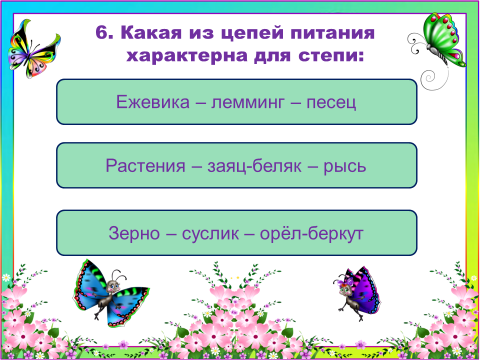 6. Какая из цепей питания
характерна для степи:
Ежевика – лемминг – песец
Растения – заяц-беляк – рысь
Зерно – суслик – орёл-беркут